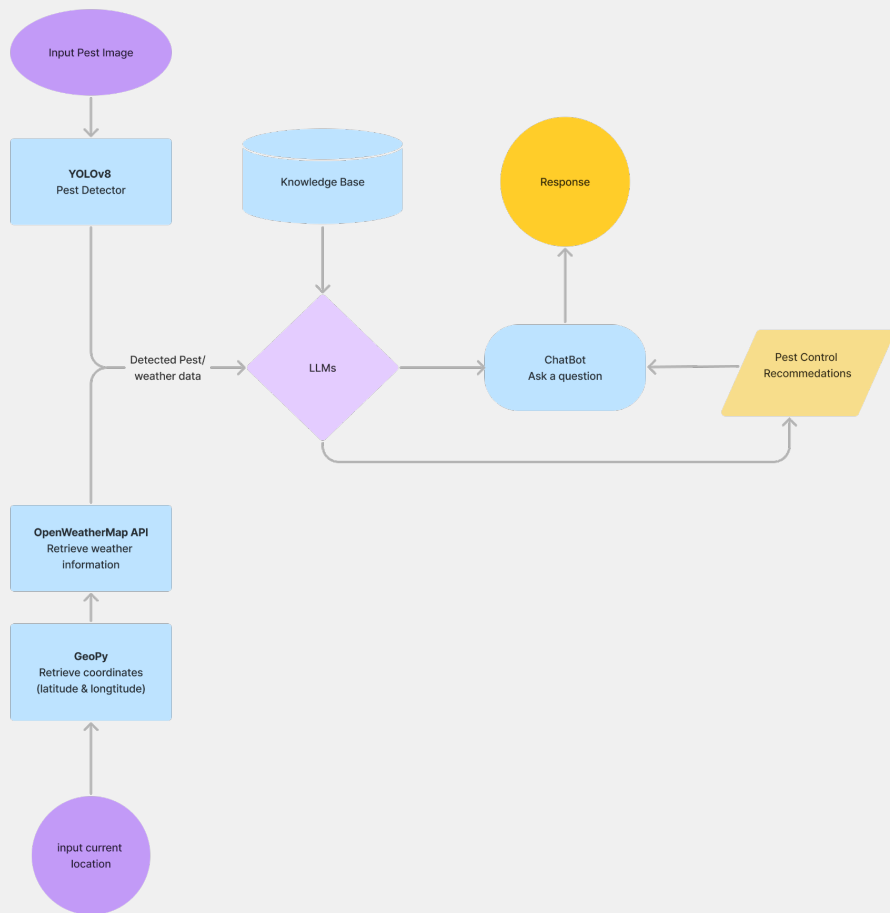 Input Pest Image
YOLOv8
Pest Detector
Knowledge Base
Response
Detected Pest/
weather data
LLMs
ChatBot
Ask a question
Pest Control
Recommedations
OpenWeatherMap API
Retrieve weather
information
GeoPy
Retrieve coordinates
(latitude & longtitude)
input current
location